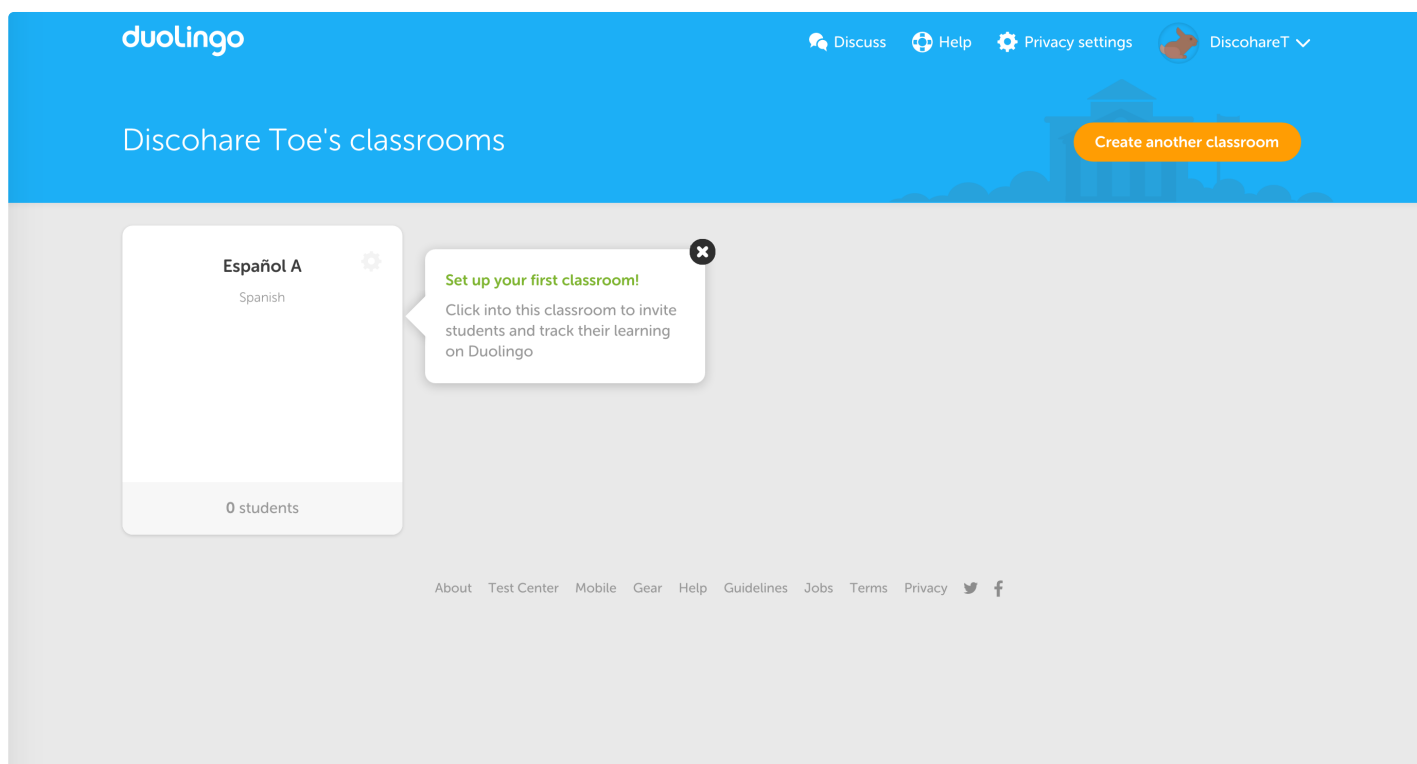 duolingo
Discuss Help Privacy settings DiscohareT
Discohare Toe's classrooms
Create another classroom
Español A
Spanish
Set up your first classroom!
Click into this classroom to invite
students and track their learning
on Duolingo
0 students
About Test Center Mobile Gear Help Guidelines Jobs Terms Privacy